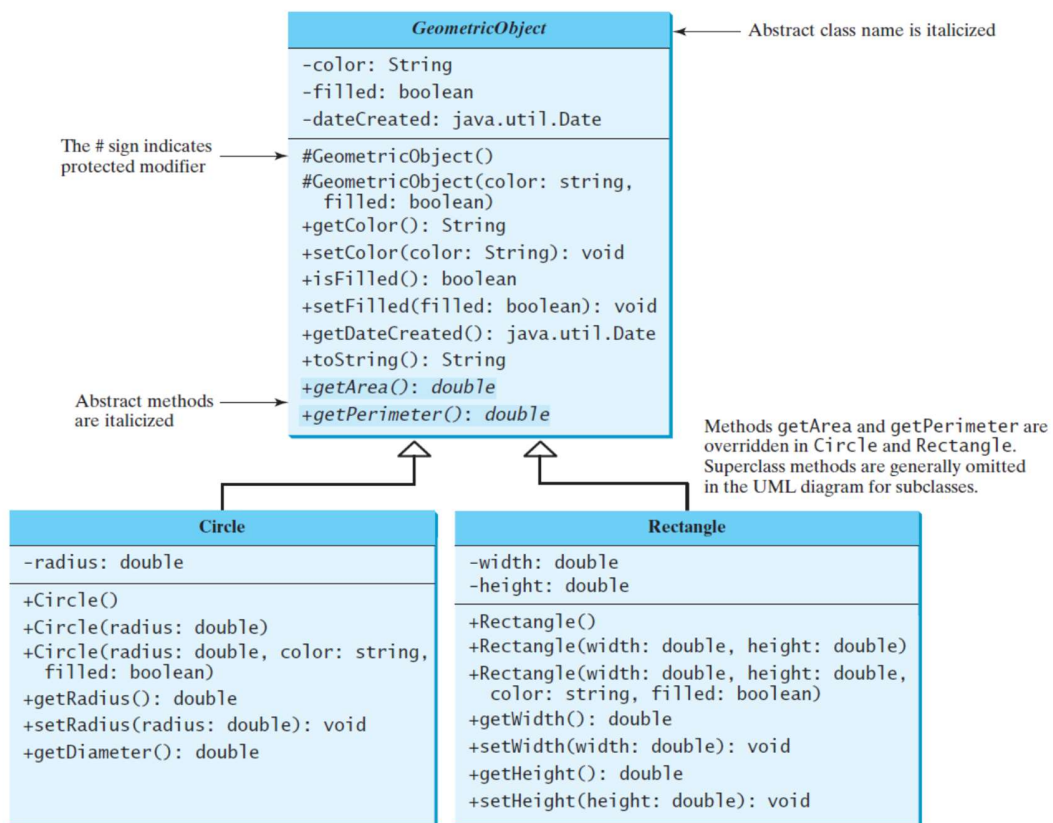 GeometricObject
Abstract class name is italicized
-color: String
-filled: boolean
-dateCreated: java.util.Date
The # sign indicates
protected modifier
#GeometricObject()
#GeometricObject(color: string,
filled: boolean)
+getColor(): String
+setColor(color: String): void
+isFilled(): boolean
+setFilled(filled: boolean): void
+getDateCreated(): java.util.Date
+toString(): String
+getArea(): double
+getPerimeter(): double
Abstract methods
are italicized
Methods getArea and getPerimeter are
overridden in Circle and Rectangle.
Superclass methods are generally omitted
in the UML diagram for subclasses.
Circle
-radius: double
+Circle()
+Circle(radius: double)
+Circle(radius: double, color: string,
filled: boolean)
+getRadius(): double
+setRadius(radius: double): void
+getDiameter(): double
Rectangle
-width: double
-height: double
+Rectangle()
+Rectangle(width: double, height: double)
+Rectangle(width: double, height: double,
color: string, filled: boolean)
+getWidth(): double
+setWidth(width: double): void
+getHeight(): double
+setHeight(height: double): void